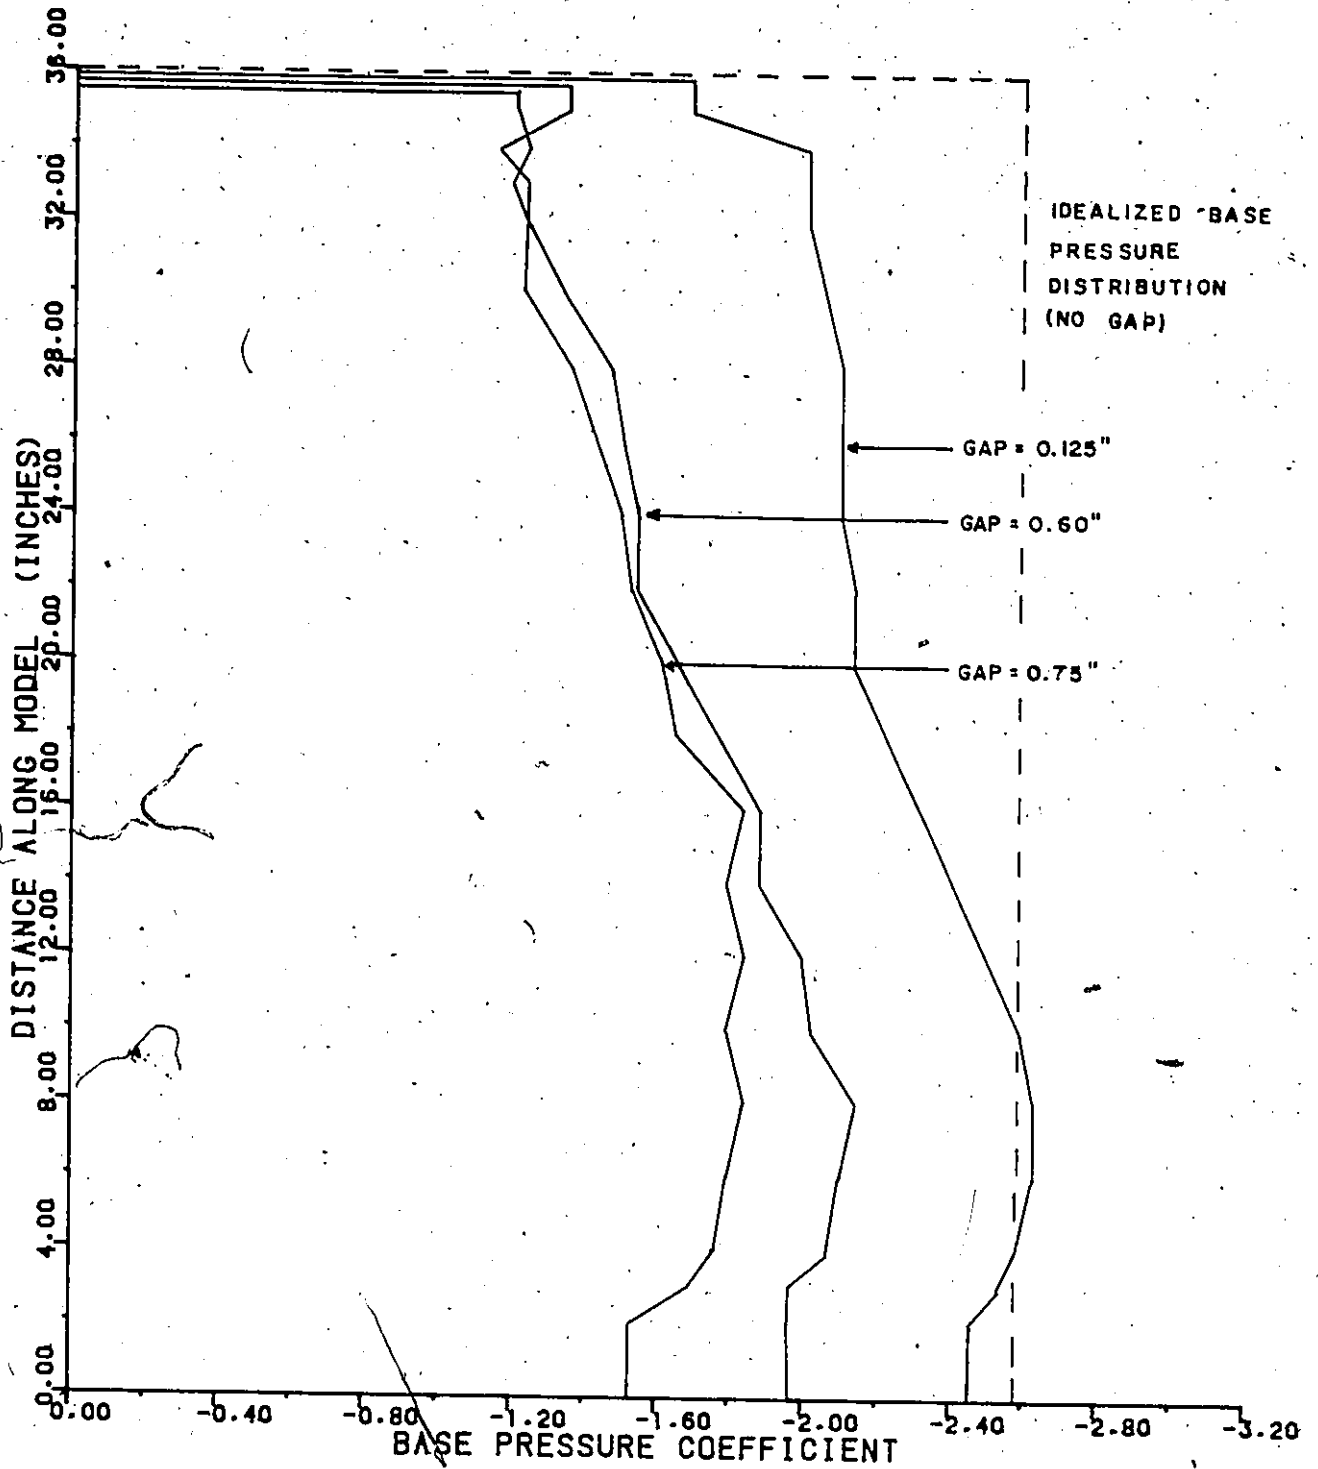 36.00
32.00
28.00
24.00
20.00
16.00
12.00
8.00
4.00
0.00
DISTANCE ALONG MODEL (INCHES)
IDEALIZED BASE
PRESSURE
DISTRIBUTION
(NO GAP)
GAP = 0.125"
GAP = 0.60"
GAP = 0.75"
0.00 -0.40 -0.80 -1.20 -1.60 -2.00 -2.40 -2.80 -3.20
BASE PRESSURE COEFFICIENT